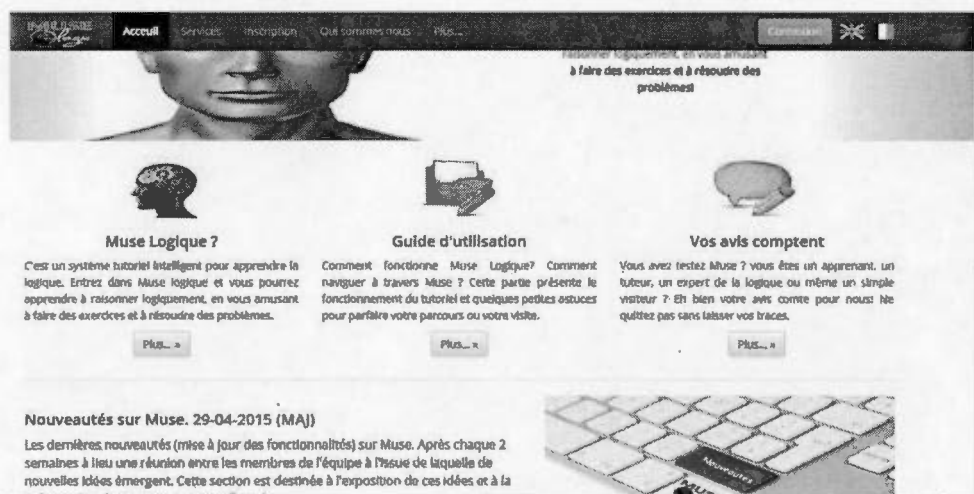 MUSE
Logique
Acceuil Services Inscription Qui sommes nous Plus... Connexion
raisonner logiquement, en vous amusant
à faire des exercices et à résoudre des
problèmes!
Muse Logique ?
C'est un système tutoriel intelligent pour apprendre la
logique. Entrez dans Muse logique et vous pourrez
apprendre à raisonner logiquement, en vous amusant
à faire des exercices et à résoudre des problèmes.
Plus... »
Guide d'utilisation
Comment fonctionne Muse Logique? Comment
naviguer à travers Muse ? Cette partie présente le
fonctionnement du tutoriel et quelques petites astuces
pour parfaire votre parcours ou votre visite.
Plus... »
Vos avis comptent
Vous avez testez Muse ? vous êtes un apprenant, un
tuteur, un expert de la logique ou même un simple
visiteur ? Eh bien votre avis comte pour nous! Ne
quittez pas sans laisser vos traces.
Plus... »
Nouveautés sur Muse. 29-04-2015 (MAJ)
Les dernières nouveautés (mise à jour des fonctionnalités) sur Muse. Après chaque 2
semaines à lieu une réunion entre les membres de l'équipe à l'issue de laquelle de
nouvelles idées émergent. Cette section est destinée à l'exposition de ces idées et à la
Nouveautés
MUSE